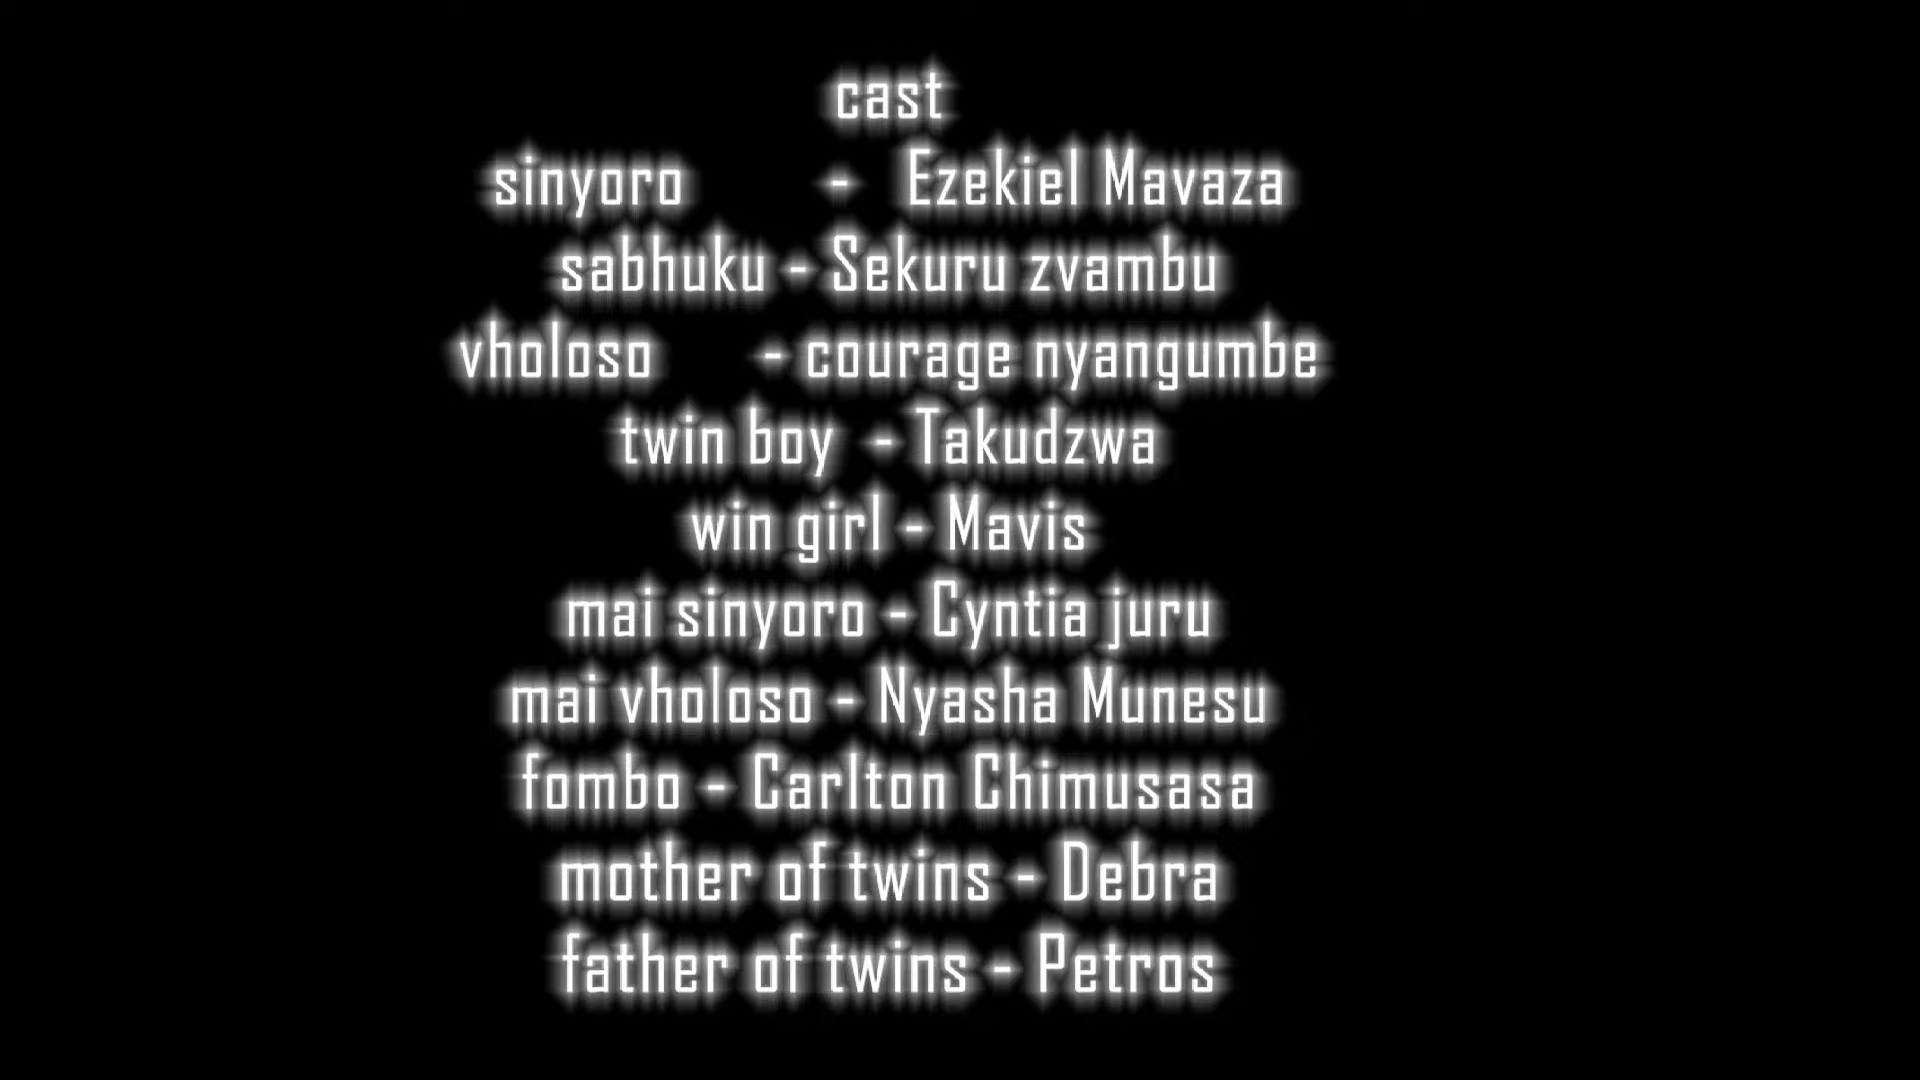 cast
sinyoro - Ezekiel Mavaza
sabhuku - Sekuru zvambu
vholoso - courage nyangumbe
twin boy - Takudzwa
win girl - Mavis
mai sinyoro - Cyntia juru
mai vholoso - Nyasha Munesu
fombo - Carlton Chimusasa
mother of twins - Debra
father of twins - Petros